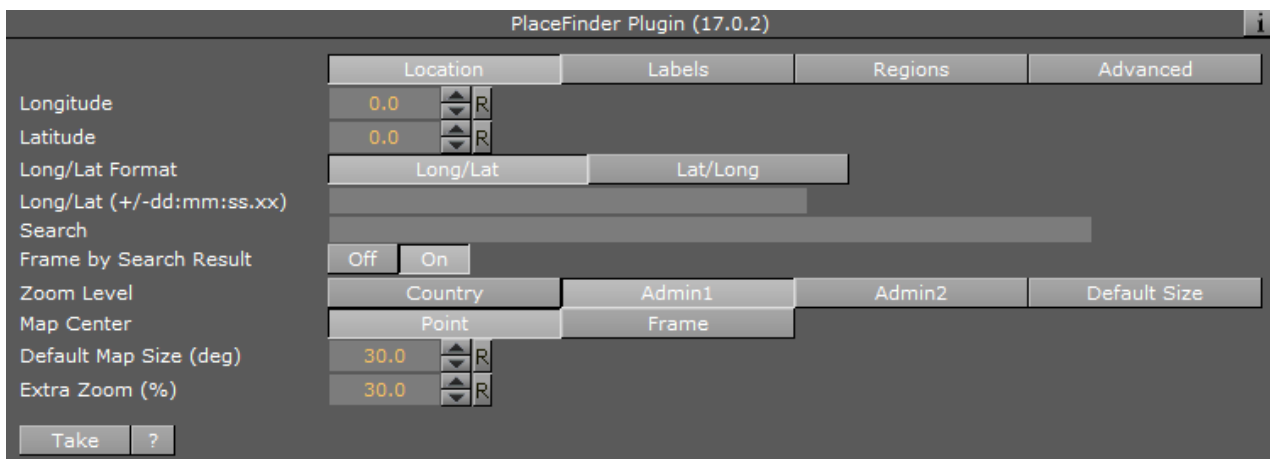 PlaceFinder Plugin (17.0.2) i
Location Labels Regions Advanced
Longitude 0.0 R
Latitude 0.0 R
Long/Lat Format Long/Lat Lat/Long
Long/Lat (+/-dd:mm:ss.xx)
Search
Frame by Search Result Off On
Zoom Level Country Admin1 Admin2 Default Size
Map Center Point Frame
Default Map Size (deg) 30.0 R
Extra Zoom (%) 30.0 R
Take ?